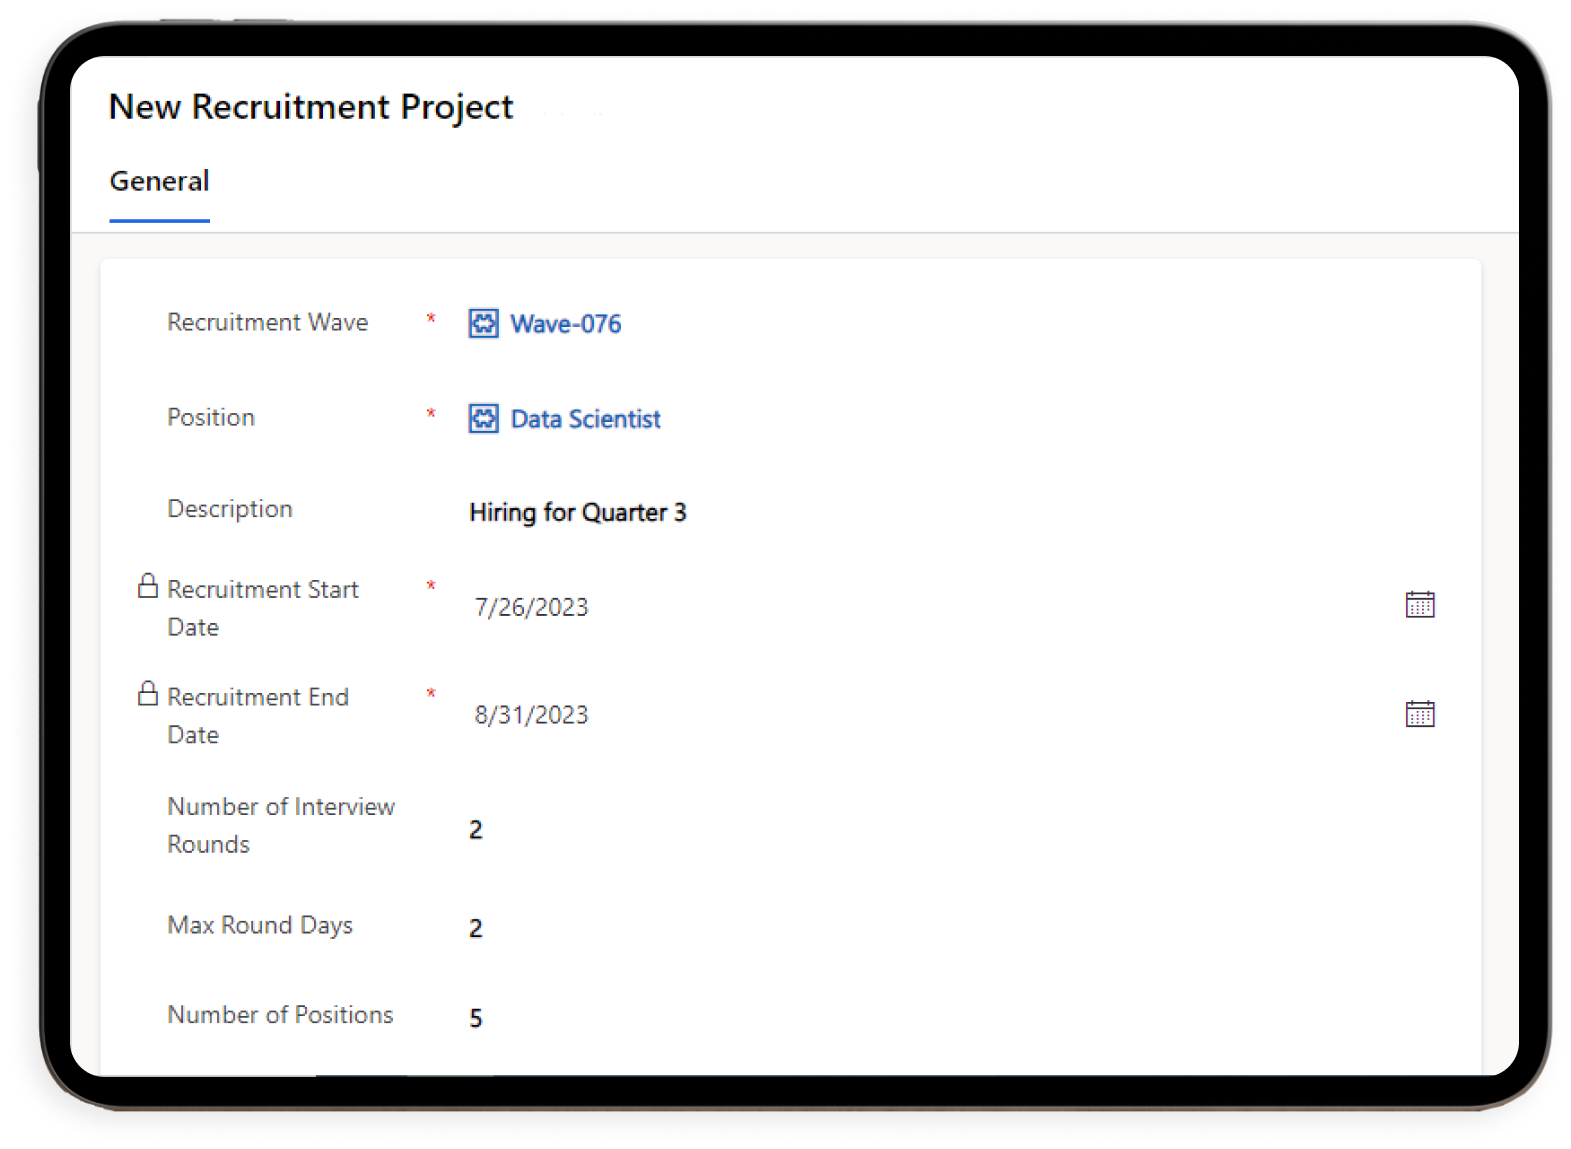 New Recruitment Project
General
Recruitment Wave * Wave-076
Position * Data Scientist
Description Hiring for Quarter 3
Recruitment Start * 7/26/2023
Date
Recruitment End * 8/31/2023
Date
Number of Interview 2
Rounds
Max Round Days 2
Number of Positions 5